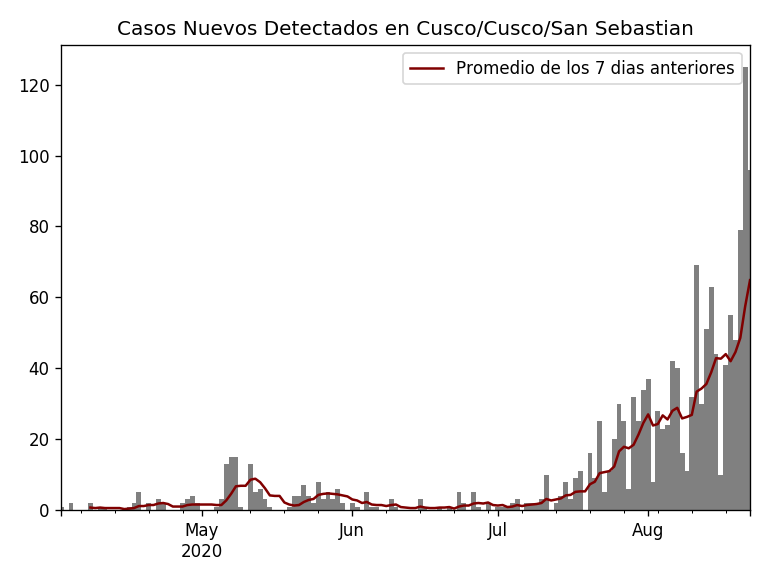 Casos Nuevos Detectados en Cusco/Cusco/San Sebastian
Promedio de los 7 dias anteriores
120
100
80
60
40
20
0
May Jun Jul Aug
2020